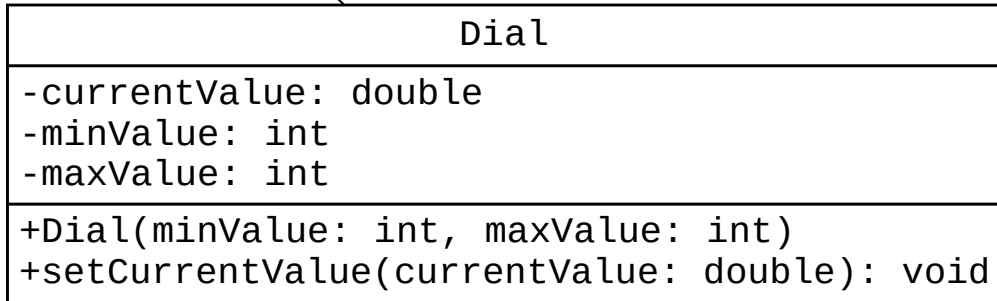 Dial
-currentValue: double
-minValue: int
-maxValue: int
+Dial(minValue: int, maxValue: int)
+setCurrentValue(currentValue: double): void